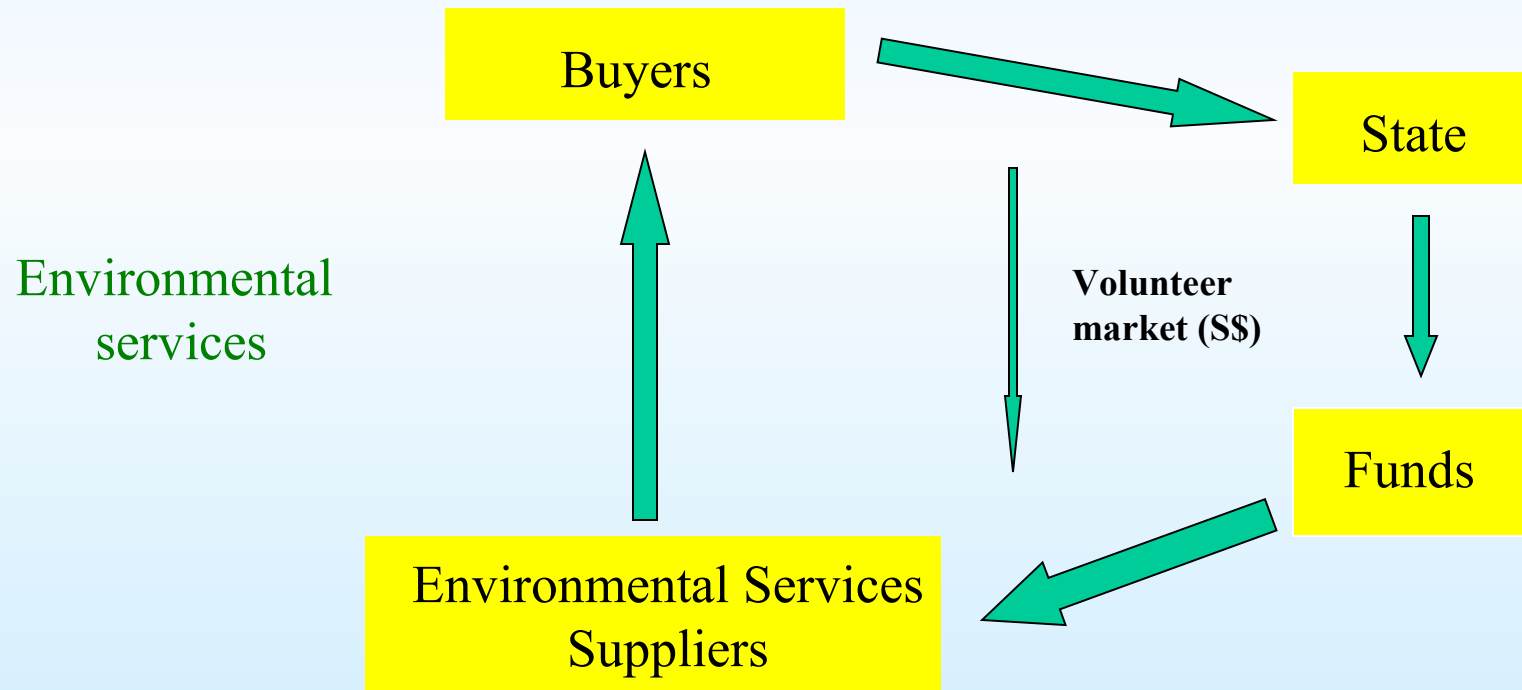 Buyers
State
Environmental
services
Volunteer
market (S$)
Funds
Environmental Services
Suppliers